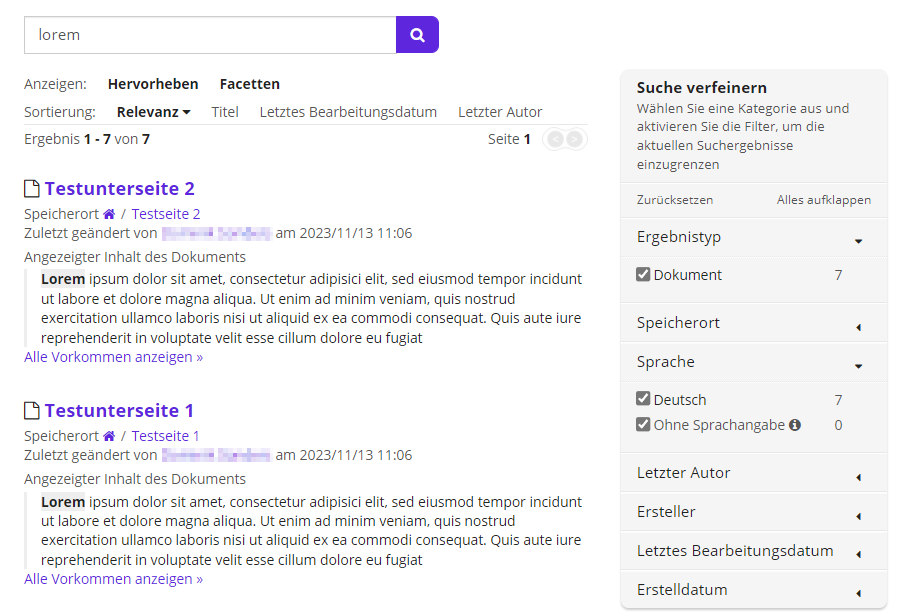 lorem
Anzeigen: Hervorheben Facetten
Sortierung: Relevanz Titel Letztes Bearbeitungsdatum Letzter Autor
Ergebnis 1 - 7 von 7 Seite 1 < >
Testunterseite 2
Speicherort / Testseite 2
Zuletzt geändert von am 2023/11/13 11:06
Angezeigter Inhalt des Dokuments
Lorem ipsum dolor sit amet, consectetur adipisici elit, sed eiusmod tempor incidunt
ut labore et dolore magna aliqua. Ut enim ad minim veniam, quis nostrud
exercitation ullamco laboris nisi ut aliquid ex ea commodi consequat. Quis aute iure
reprehenderit in voluptate velit esse cillum dolore eu fugiat
Alle Vorkommen anzeigen »
Testunterseite 1
Speicherort / Testseite 1
Zuletzt geändert von am 2023/11/13 11:06
Angezeigter Inhalt des Dokuments
Lorem ipsum dolor sit amet, consectetur adipisici elit, sed eiusmod tempor incidunt
ut labore et dolore magna aliqua. Ut enim ad minim veniam, quis nostrud
exercitation ullamco laboris nisi ut aliquid ex ea commodi consequat. Quis aute iure
reprehenderit in voluptate velit esse cillum dolore eu fugiat
Alle Vorkommen anzeigen »
Suche verfeinern
Wählen Sie eine Kategorie aus und
aktivieren Sie die Filter, um die
aktuellen Suchergebnisse
einzugrenzen
Zurücksetzen Alles aufklappen
Ergebnistyp
Dokument 7
Speicherort
Sprache
Deutsch 7
Ohne Sprachangabe 0
Letzter Autor
Ersteller
Letztes Bearbeitungsdatum
Erstelldatum